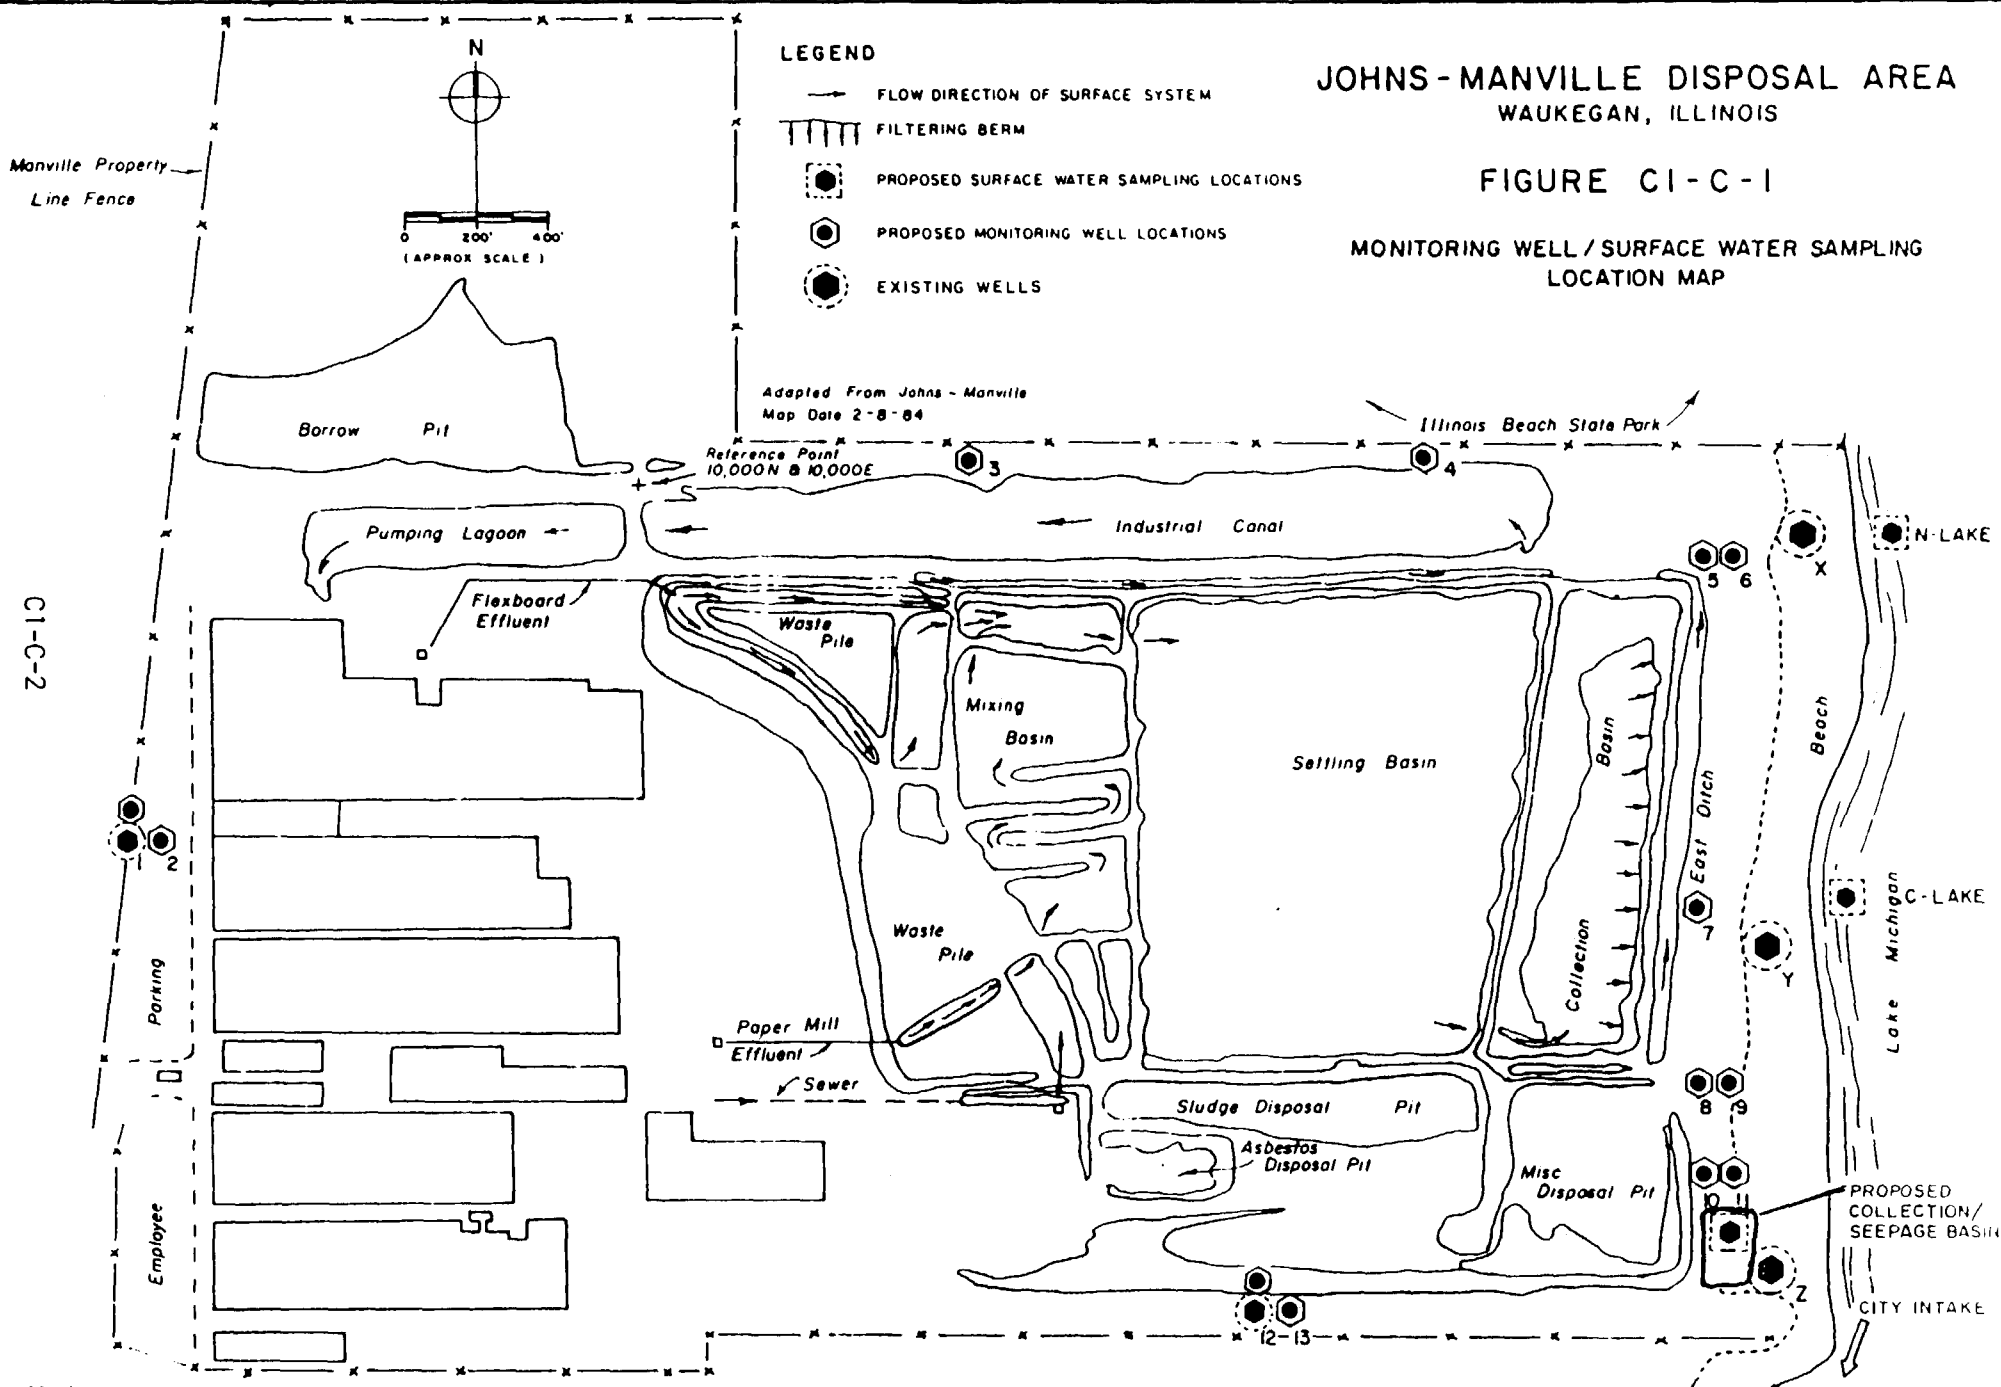 LEGEND
FLOW DIRECTION OF SURFACE SYSTEM
FILTERING BERM
PROPOSED SURFACE WATER SAMPLING LOCATIONS
PROPOSED MONITORING WELL LOCATIONS
EXISTING WELLS
JOHNS-MANVILLE DISPOSAL AREA
WAUKEGAN, ILLINOIS
FIGURE C1-C-1
MONITORING WELL/SURFACE WATER SAMPLING
LOCATION MAP
N
0 200' 400'
(APPROX SCALE)
Manville Property
Line Fence
Adapted From Johns-Manville
Map Date 2-8-84
Illinois Beach State Park
Borrow Pit
Reference Point
10,000N & 10,000E
3
4
Pumping Lagoon
Industrial Canal
X
N-LAKE
5 6
Flexboard
Effluent
Waste
Pile
C1-C-2
Mixing
Basin
Settling Basin
Collection Basin
East Ditch
Beach
Lake Michigan
C-LAKE
7
Y
1
2
Parking
Waste
Pile
Paper Mill
Effluent
Sewer
Sludge Disposal Pit
Asbestos
Disposal Pit
Misc
Disposal Pit
8 9
10 11
PROPOSED
COLLECTION/
SEEPAGE BASIN
Z
Employee
12-13
CITY INTAKE